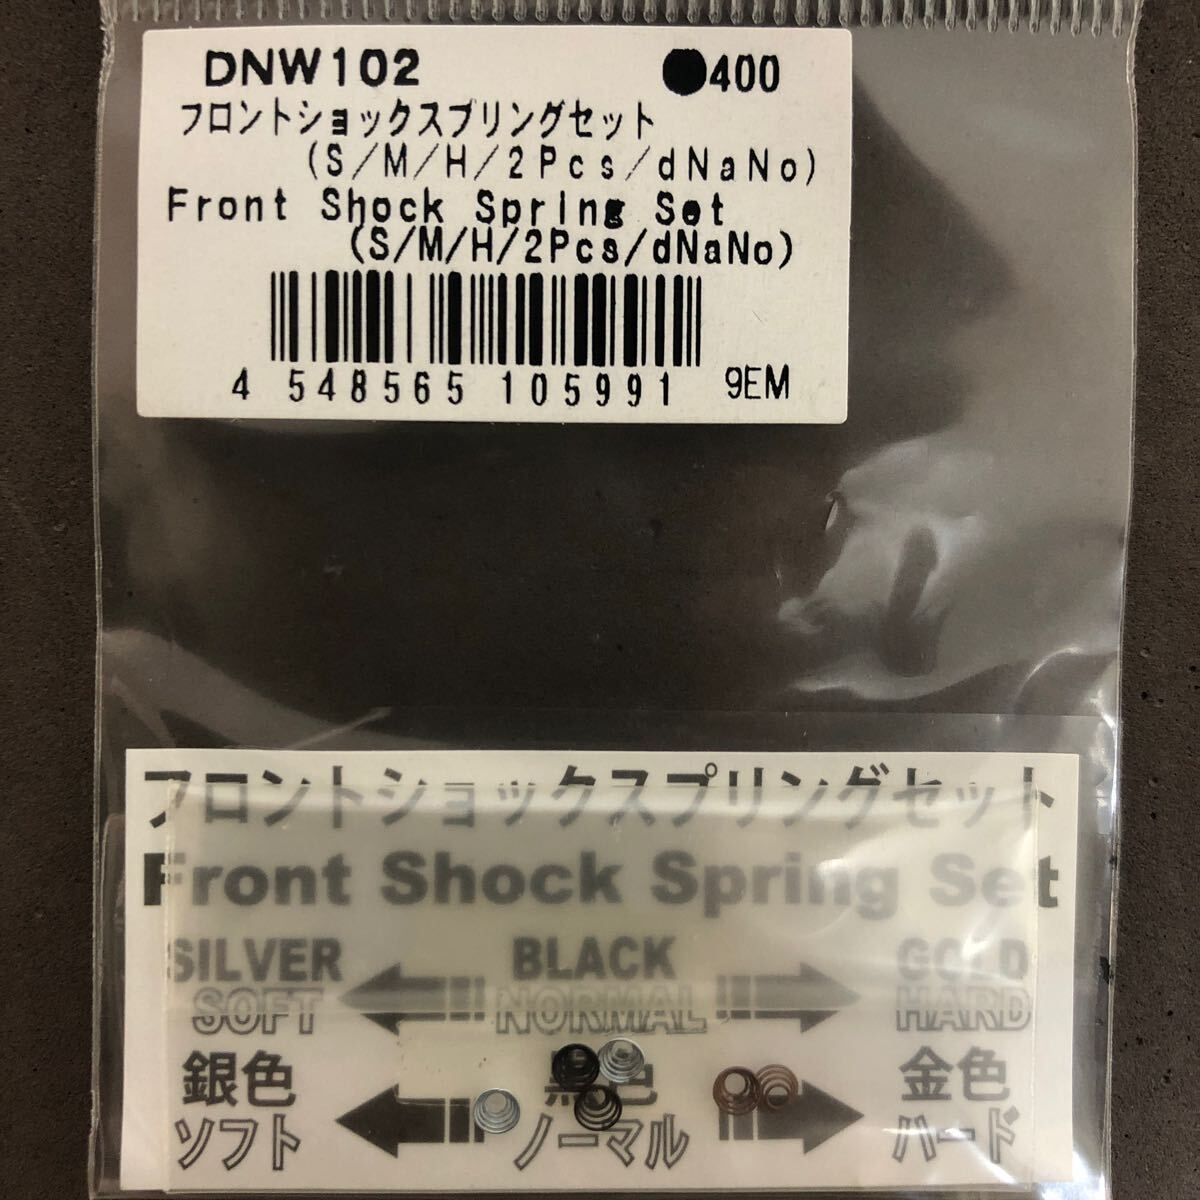 DNW102 ●400
フロントショックスプリングセット
(S/M/H/2Pcs/dNaNo)
Front Shock Spring Set
(S/M/H/2Pcs/dNaNo)
4 548565 105991 9EM
フロントショックスプリングセット
Front Shock Spring Set
SILVER BLACK GOLD
SOFT NORMAL HARD
銀色 黒色 金色
ソフト ノーマル ハード